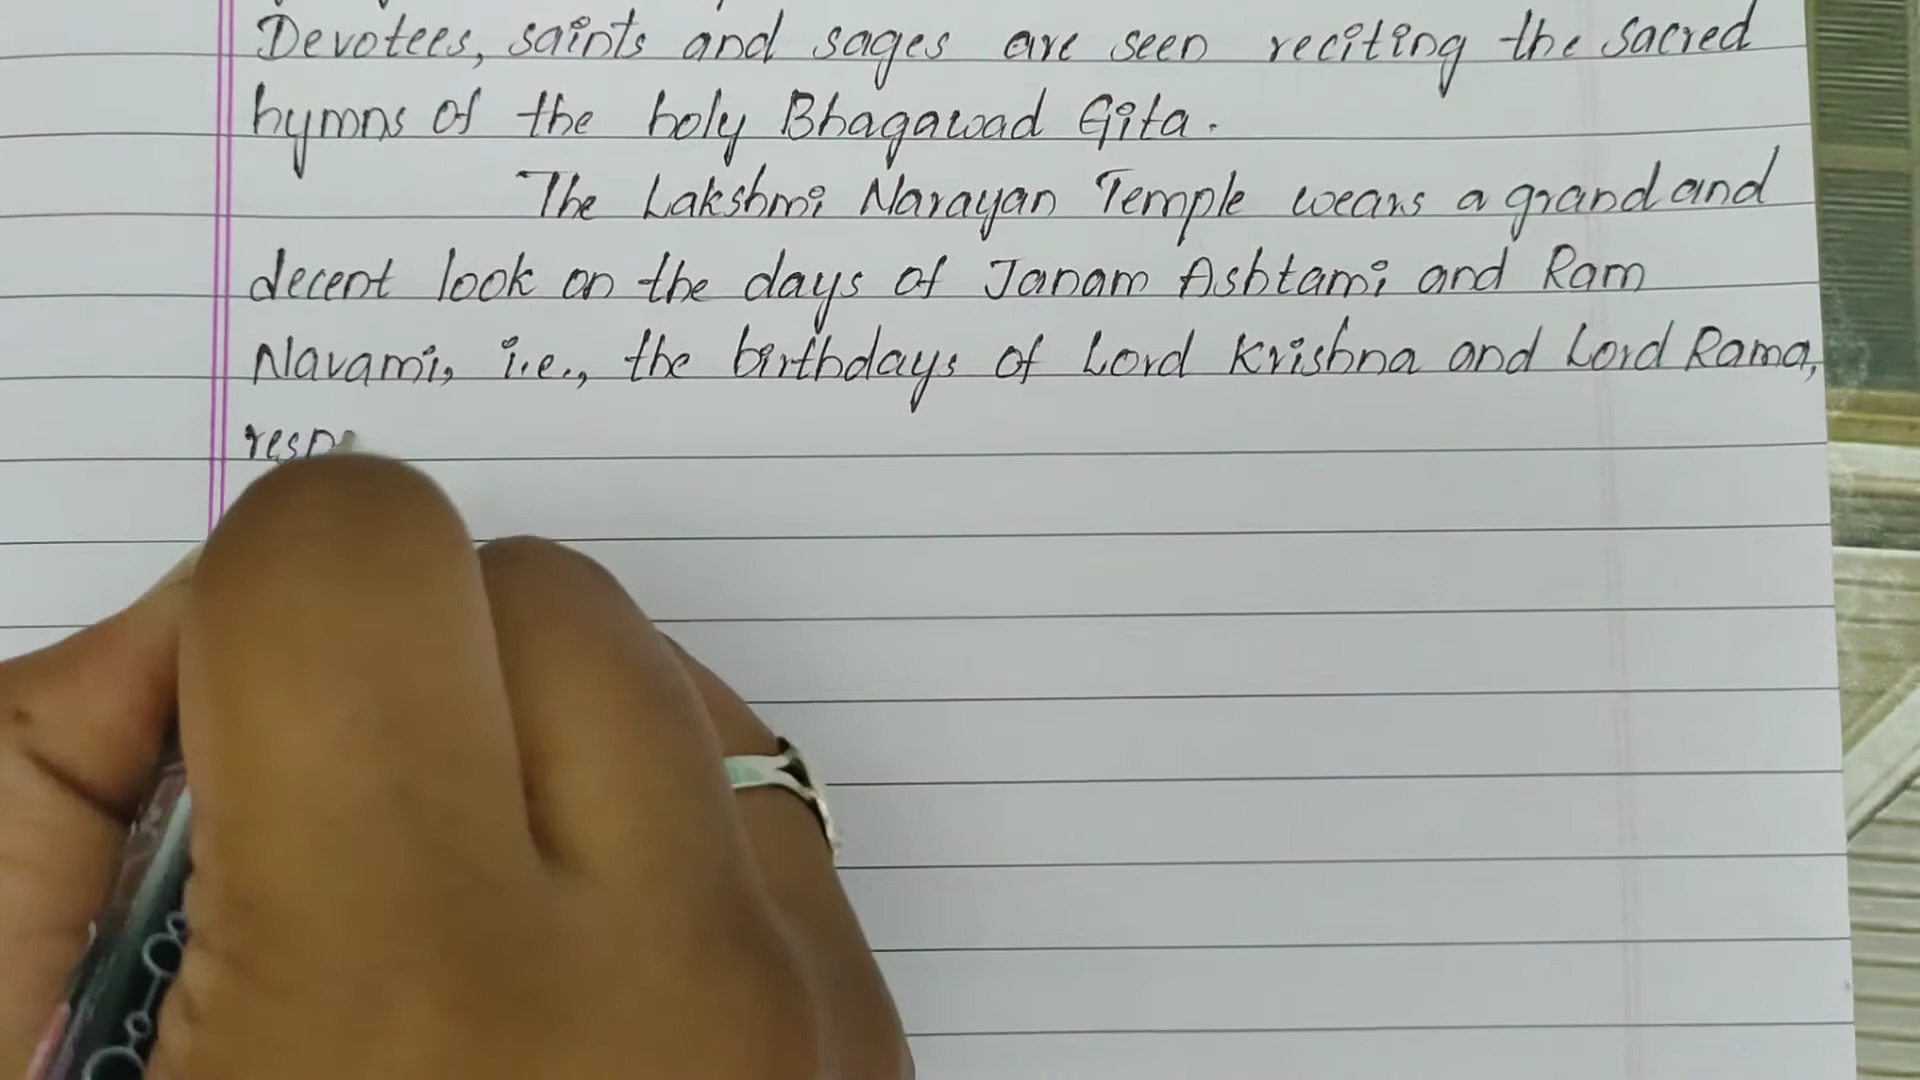 Devotees, saints and sages are seen reciting the sacred
hymns of the holy Bhagawad Gita.
The Lakshmi Narayan Temple wears a grand and
decent look on the days of Janam Ashtami and Ram
Navami, i.e., the birthdays of Lord Krishna and Lord Rama,
resp